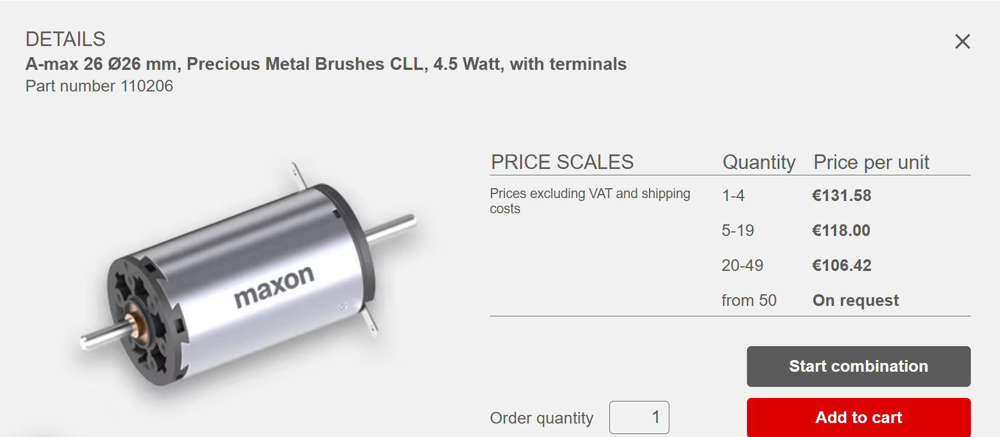 DETAILS
A-max 26 Ø26 mm, Precious Metal Brushes CLL, 4.5 Watt, with terminals
Part number 110206
maxon
PRICE SCALES Quantity Price per unit
Prices excluding VAT and shipping
costs
1-4 €131.58
5-19 €118.00
20-49 €106.42
from 50 On request
Start combination
Order quantity 1
Add to cart